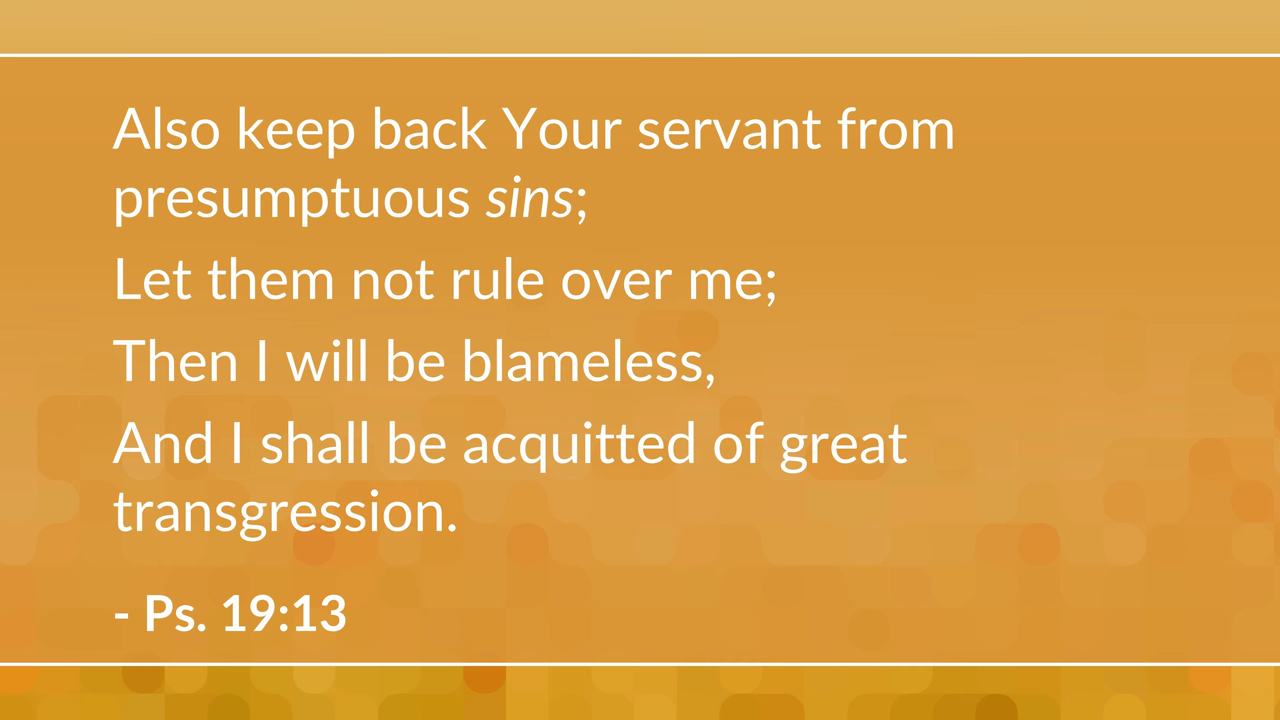 Also keep back Your servant from
presumptuous sins;
Let them not rule over me;
Then I will be blameless,
And I shall be acquitted of great
transgression.
- Ps. 19:13